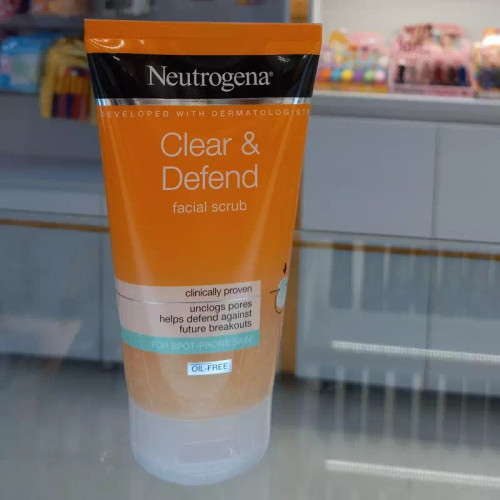 Neutrogena®
DEVELOPED WITH DERMATOLOGISTS
Clear &
Defend
facial scrub
clinically proven
unclogs pores
helps defend against
future breakouts
FOR SPOT-PRONE SKIN
OIL-FREE